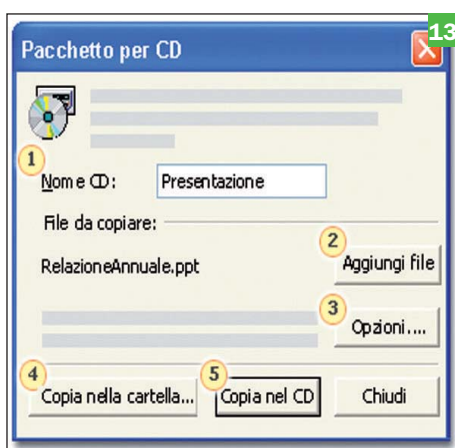 13
Pacchetto per CD
1
Nome CD: Presentazione
File da copiare:
2
RelazioneAnnuale.ppt Aggiungi file
3
Opzioni....
4 5
Copia nella cartella... Copia nel CD Chiudi